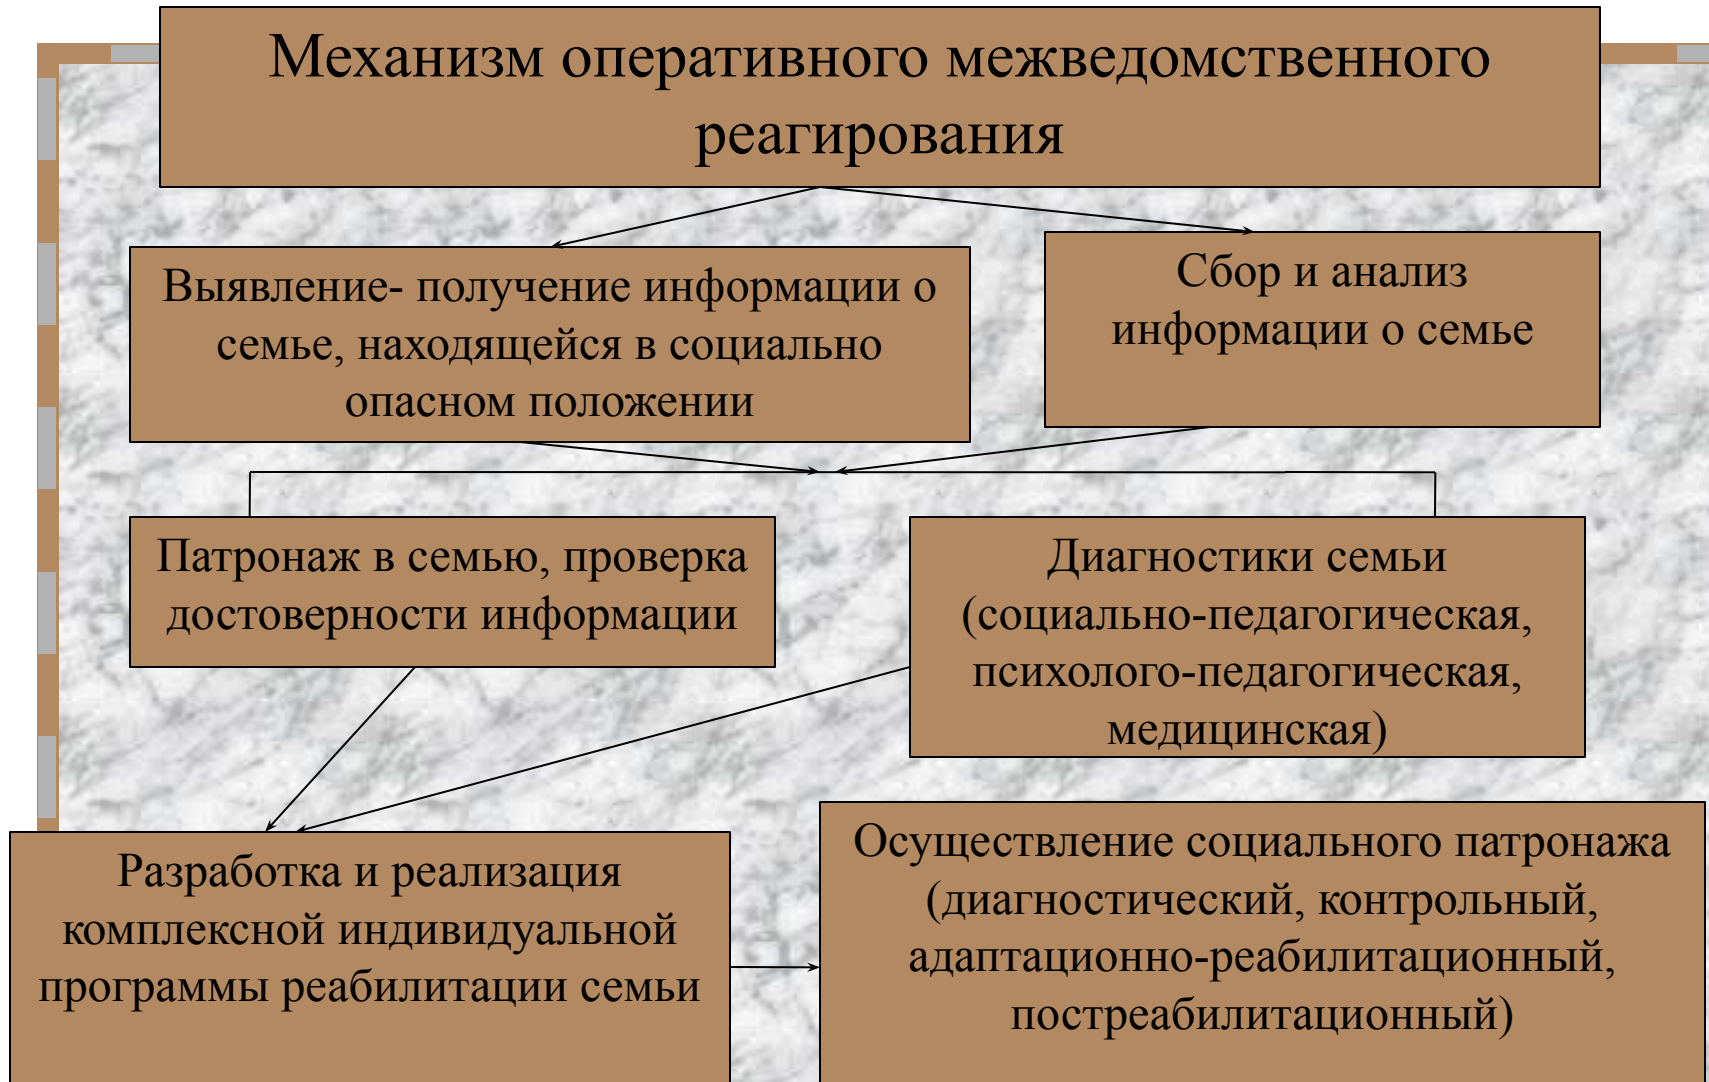 Механизм оперативного межведомственного
реагирования
Выявление- получение информации о
семье, находящейся в социально
опасном положении
Сбор и анализ
информации о семье
Патронаж в семью, проверка
достоверности информации
Диагностики семьи
(социально-педагогическая,
психолого-педагогическая,
медицинская)
Разработка и реализация
комплексной индивидуальной
программы реабилитации семьи
Осуществление социального патронажа
(диагностический, контрольный,
адаптационно-реабилитационный,
постреабилитационный)